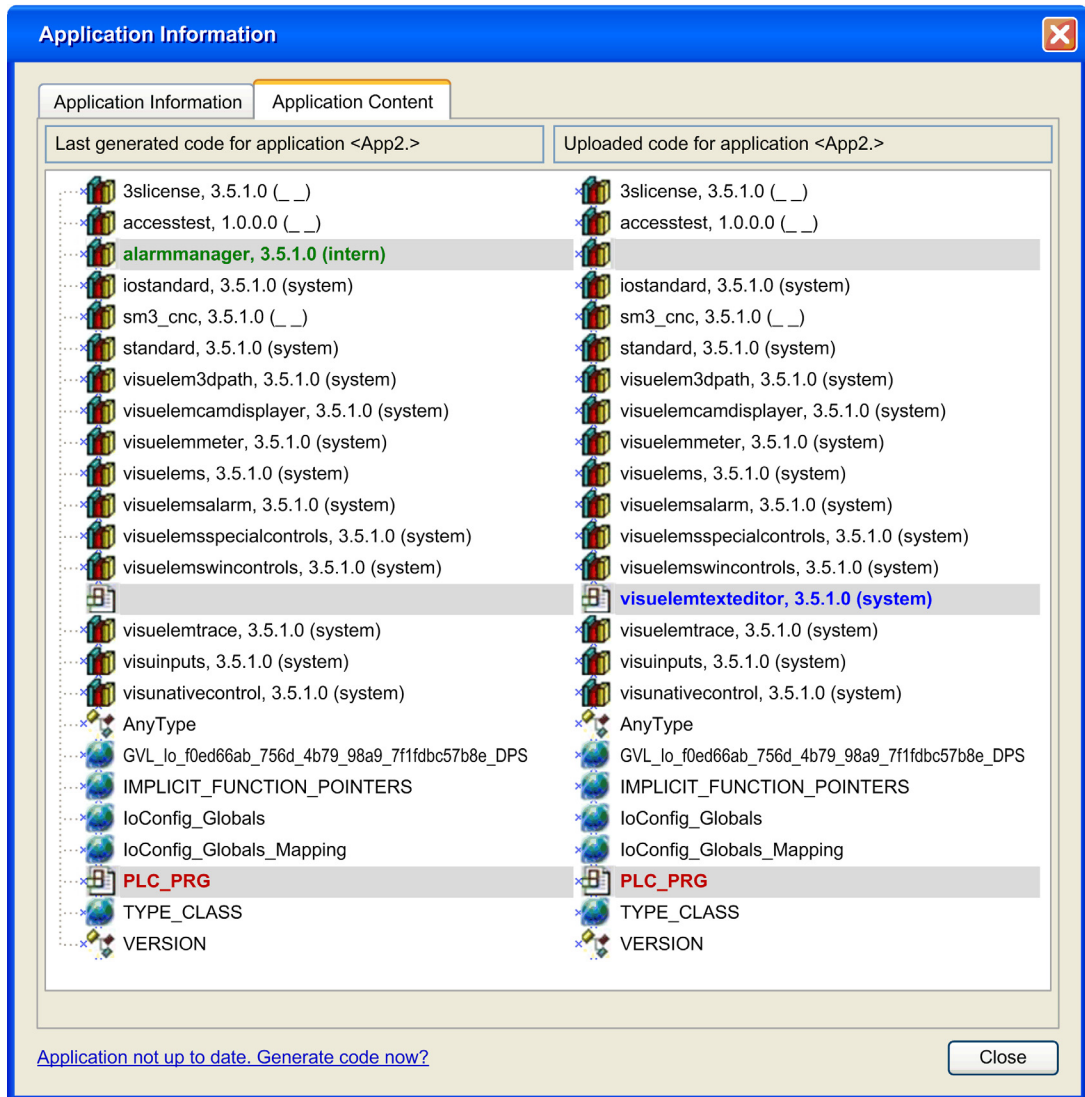 Application Information
Application Information Application Content
Last generated code for application <App2.> Uploaded code for application <App2.>
3slicense, 3.5.1.0 (_ _) 3slicense, 3.5.1.0 (_ _)
accesstest, 1.0.0.0 (_ _) accesstest, 1.0.0.0 (_ _)
alarmmanager, 3.5.1.0 (intern)
iostandard, 3.5.1.0 (system) iostandard, 3.5.1.0 (system)
sm3_cnc, 3.5.1.0 (_ _) sm3_cnc, 3.5.1.0 (_ _)
standard, 3.5.1.0 (system) standard, 3.5.1.0 (system)
visuelem3dpath, 3.5.1.0 (system) visuelem3dpath, 3.5.1.0 (system)
visuelemcamdisplayer, 3.5.1.0 (system) visuelemcamdisplayer, 3.5.1.0 (system)
visuelemmeter, 3.5.1.0 (system) visuelemmeter, 3.5.1.0 (system)
visuelems, 3.5.1.0 (system) visuelems, 3.5.1.0 (system)
visuelemsalarm, 3.5.1.0 (system) visuelemsalarm, 3.5.1.0 (system)
visuelemsspecialcontrols, 3.5.1.0 (system) visuelemsspecialcontrols, 3.5.1.0 (system)
visuelemswincontrols, 3.5.1.0 (system) visuelemswincontrols, 3.5.1.0 (system)
visuelemtexteditor, 3.5.1.0 (system)
visuelemtrace, 3.5.1.0 (system) visuelemtrace, 3.5.1.0 (system)
visuinputs, 3.5.1.0 (system) visuinputs, 3.5.1.0 (system)
visunativecontrol, 3.5.1.0 (system) visunativecontrol, 3.5.1.0 (system)
AnyType AnyType
GVL_Io_f0ed66ab_756d_4b79_98a9_7f1fdbc57b8e_DPS GVL_Io_f0ed66ab_756d_4b79_98a9_7f1fdbc57b8e_DPS
IMPLICIT_FUNCTION_POINTERS IMPLICIT_FUNCTION_POINTERS
IoConfig_Globals IoConfig_Globals
IoConfig_Globals_Mapping IoConfig_Globals_Mapping
PLC_PRG PLC_PRG
TYPE_CLASS TYPE_CLASS
VERSION VERSION
Application not up to date. Generate code now? Close